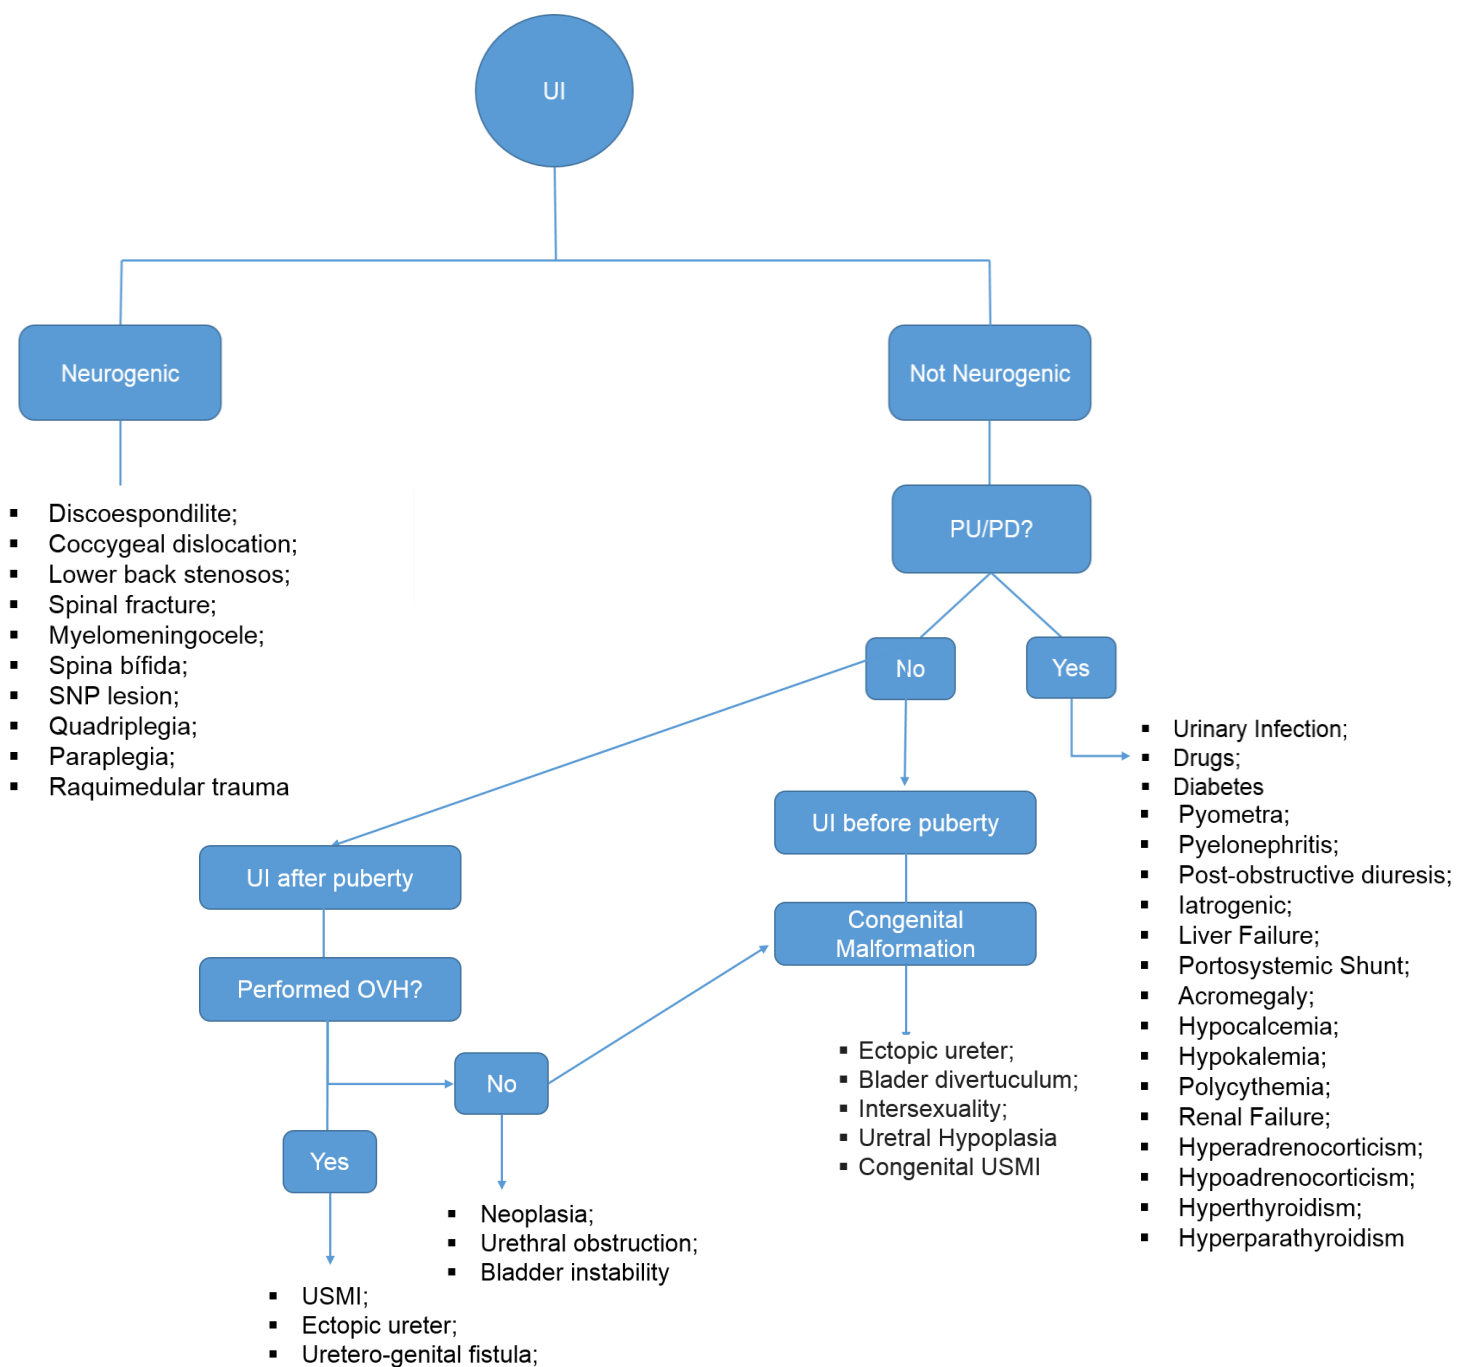 UI
Neurogenic
Not Neurogenic
▪ Discoespondilite;
▪ Coccygeal dislocation;
▪ Lower back stenosos;
▪ Spinal fracture;
▪ Myelomeningocele;
▪ Spina bífida;
▪ SNP lesion;
▪ Quadriplegia;
▪ Paraplegia;
▪ Raquimedular trauma
PU/PD?
No
Yes
▪ Urinary Infection;
▪ Drugs;
▪ Diabetes
▪ Pyometra;
▪ Pyelonephritis;
▪ Post-obstructive diuresis;
▪ Iatrogenic;
▪ Liver Failure;
▪ Portosystemic Shunt;
▪ Acromegaly;
▪ Hypocalcemia;
▪ Hypokalemia;
▪ Polycythemia;
▪ Renal Failure;
▪ Hyperadrenocorticism;
▪ Hypoadrenocorticism;
▪ Hyperthyroidism;
▪ Hyperparathyroidism
UI before puberty
Congenital
Malformation
▪ Ectopic ureter;
▪ Blader divertuculum;
▪ Intersexuality;
▪ Uretral Hypoplasia
▪ Congenital USMI
UI after puberty
Performed OVH?
No
▪ Neoplasia;
▪ Urethral obstruction;
▪ Bladder instability
Yes
▪ USMI;
▪ Ectopic ureter;
▪ Uretero-genital fistula;